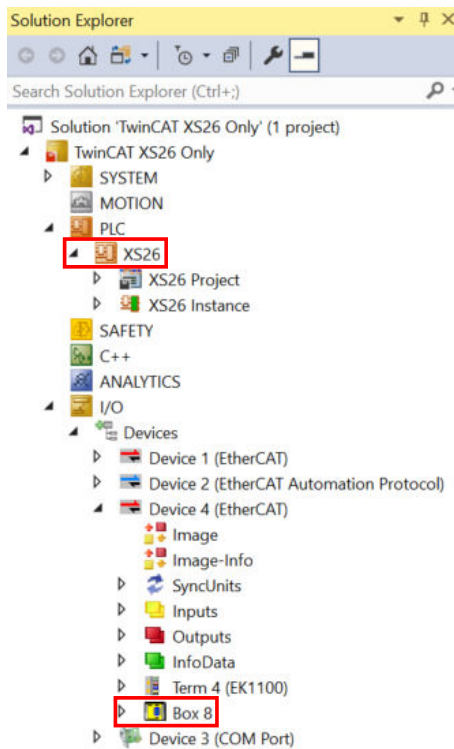 Solution Explorer
Search Solution Explorer (Ctrl+;)
Solution 'TwinCAT XS26 Only' (1 project)
TwinCAT XS26 Only
SYSTEM
MOTION
PLC
XS26
XS26 Project
XS26 Instance
SAFETY
C++
ANALYTICS
I/O
Devices
Device 1 (EtherCAT)
Device 2 (EtherCAT Automation Protocol)
Device 4 (EtherCAT)
Image
Image-Info
SyncUnits
Inputs
Outputs
InfoData
Term 4 (EK1100)
Box 8
Device 3 (COM Port)